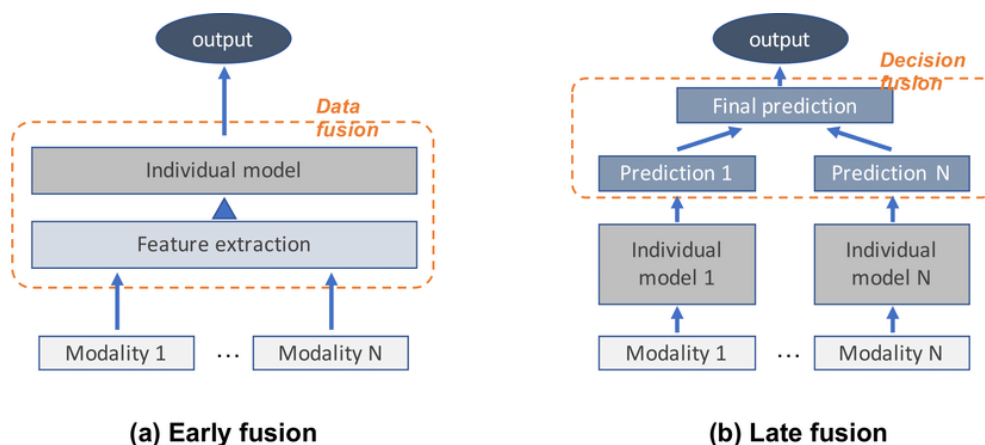 output
Data
fusion
Individual model
Feature extraction
Modality 1
...
Modality N
(a) Early fusion
output
Decision
fusion
Final prediction
Prediction 1
Prediction N
Individual
model 1
Individual
model N
Modality 1
...
Modality N
(b) Late fusion